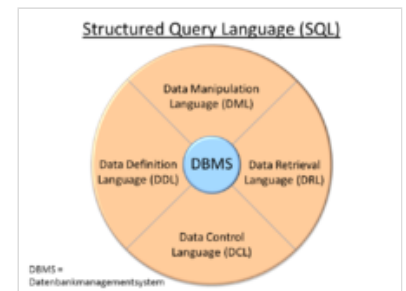 Structured Query Language (SQL)
Data Manipulation
Language (DML)
Data Definition
Language (DDL)
DBMS
Data Retrieval
Language (DRL)
Data Control
Language (DCL)
DBMS =
Datenbankmanagementsystem